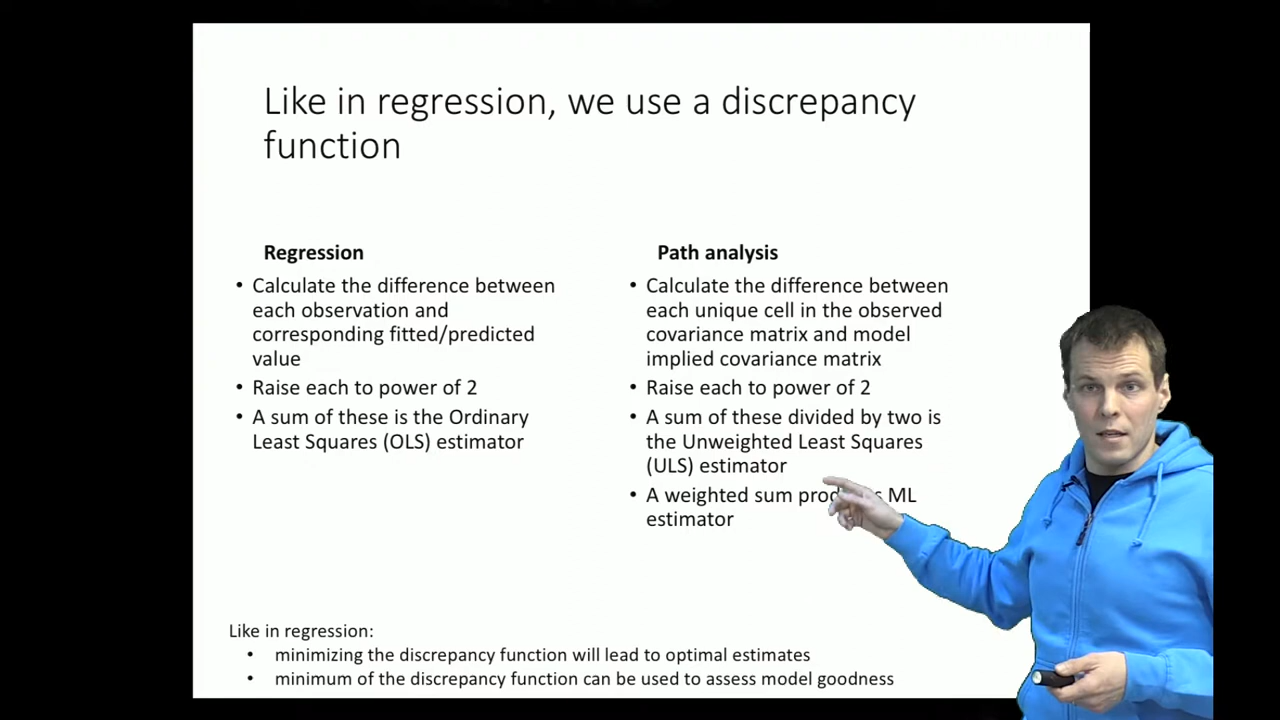 Like in regression, we use a discrepancy
function
Regression
• Calculate the difference between
each observation and
corresponding fitted/predicted
value
• Raise each to power of 2
• A sum of these is the Ordinary
Least Squares (OLS) estimator
Path analysis
• Calculate the difference between
each unique cell in the observed
covariance matrix and model
implied covariance matrix
• Raise each to power of 2
• A sum of these divided by two is
the Unweighted Least Squares
(ULS) estimator
• A weighted sum ML
estimator
Like in regression:
• minimizing the discrepancy function will lead to optimal estimates
• minimum of the discrepancy function can be used to assess model goodness